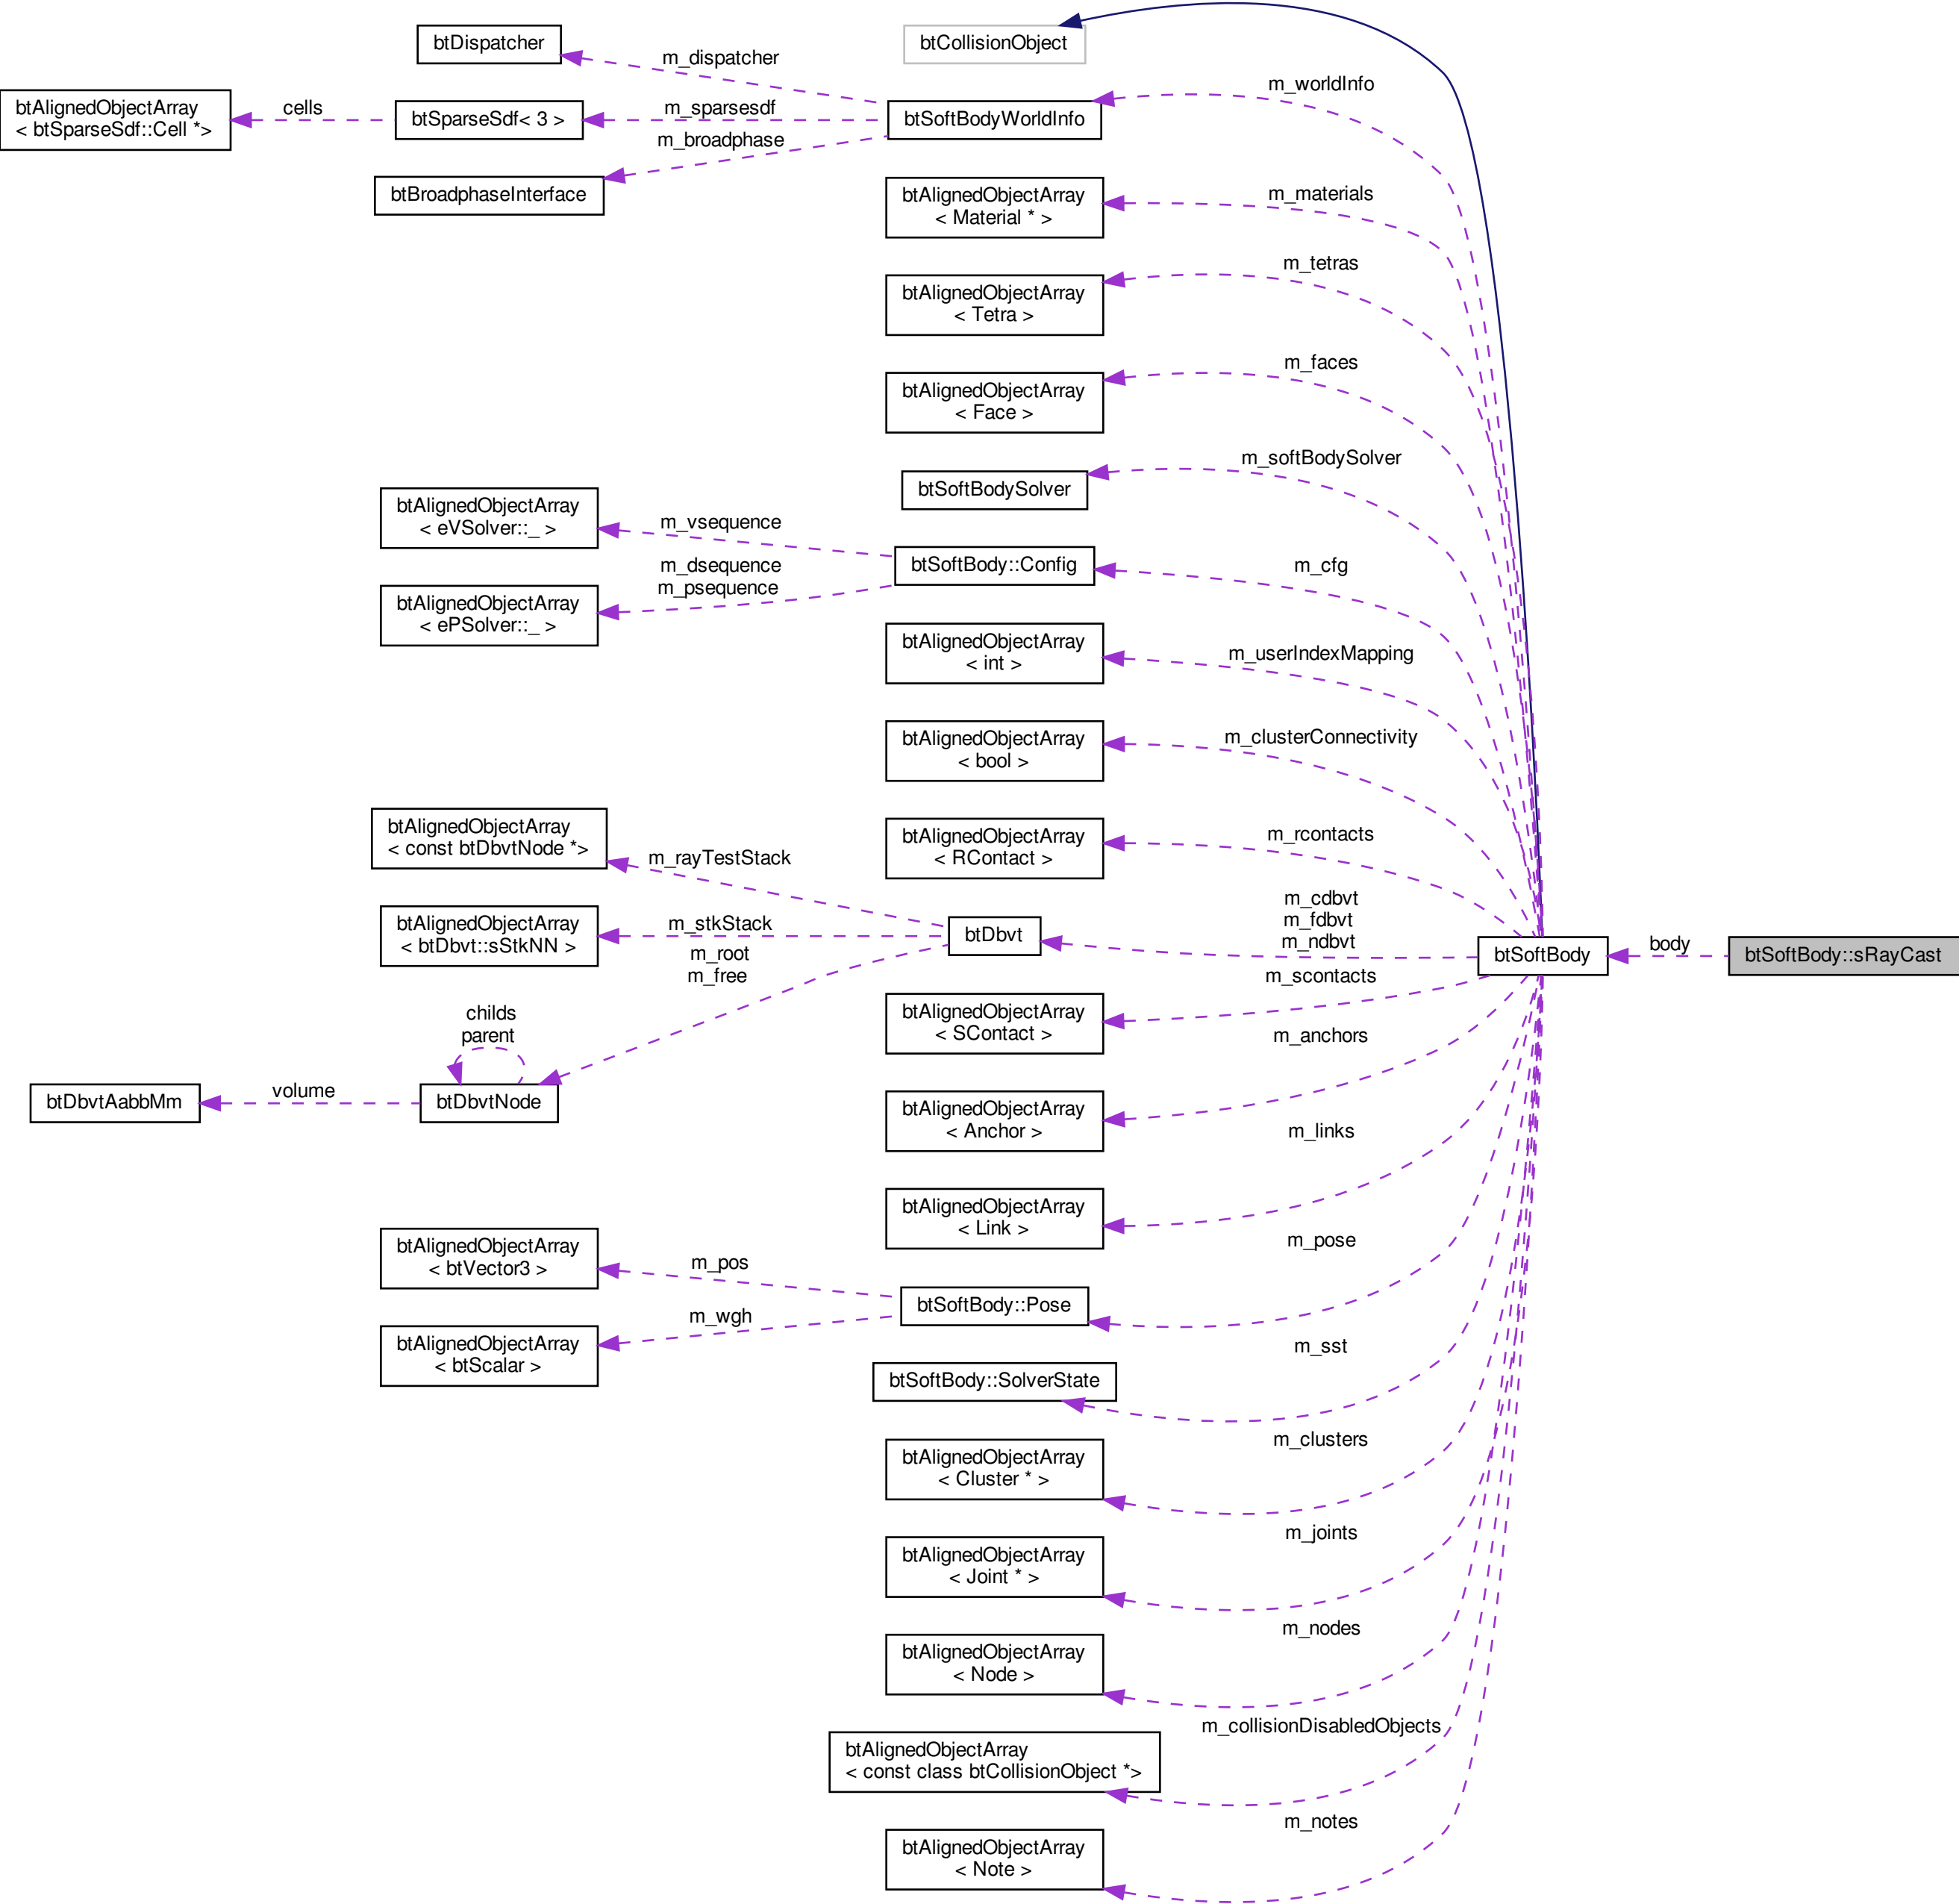 btCollisionObject
btDispatcher
m_dispatcher
m_worldInfo
btAlignedObjectArray
< btSparseSdf::Cell *>
cells
btSparseSdf< 3 >
m_sparsesdf
btSoftBodyWorldInfo
m_broadphase
btBroadphaseInterface
btAlignedObjectArray
< Material * >
m_materials
btAlignedObjectArray
< Tetra >
m_tetras
btAlignedObjectArray
< Face >
m_faces
btSoftBodySolver
m_softBodySolver
btAlignedObjectArray
< eVSolver::_ >
m_vsequence
btSoftBody::Config
m_cfg
m_dsequence
m_psequence
btAlignedObjectArray
< ePSolver::_ >
btAlignedObjectArray
< int >
m_userIndexMapping
btAlignedObjectArray
< bool >
m_clusterConnectivity
btAlignedObjectArray
< const btDbvtNode *>
m_rayTestStack
btAlignedObjectArray
< RContact >
m_rcontacts
btAlignedObjectArray
< btDbvt::sStkNN >
m_stkStack
btDbvt
m_cdbvt
m_fdbvt
m_ndbvt
btSoftBody
body
btSoftBody::sRayCast
m_root
m_free
m_scontacts
btAlignedObjectArray
< SContact >
childs
parent
btDbvtAabbMm
volume
btDbvtNode
m_anchors
btAlignedObjectArray
< Anchor >
m_links
btAlignedObjectArray
< Link >
btAlignedObjectArray
< btVector3 >
m_pos
m_pose
btSoftBody::Pose
m_wgh
btAlignedObjectArray
< btScalar >
m_sst
btSoftBody::SolverState
m_clusters
btAlignedObjectArray
< Cluster * >
m_joints
btAlignedObjectArray
< Joint * >
m_nodes
btAlignedObjectArray
< Node >
m_collisionDisabledObjects
btAlignedObjectArray
< const class btCollisionObject *>
m_notes
btAlignedObjectArray
< Note >